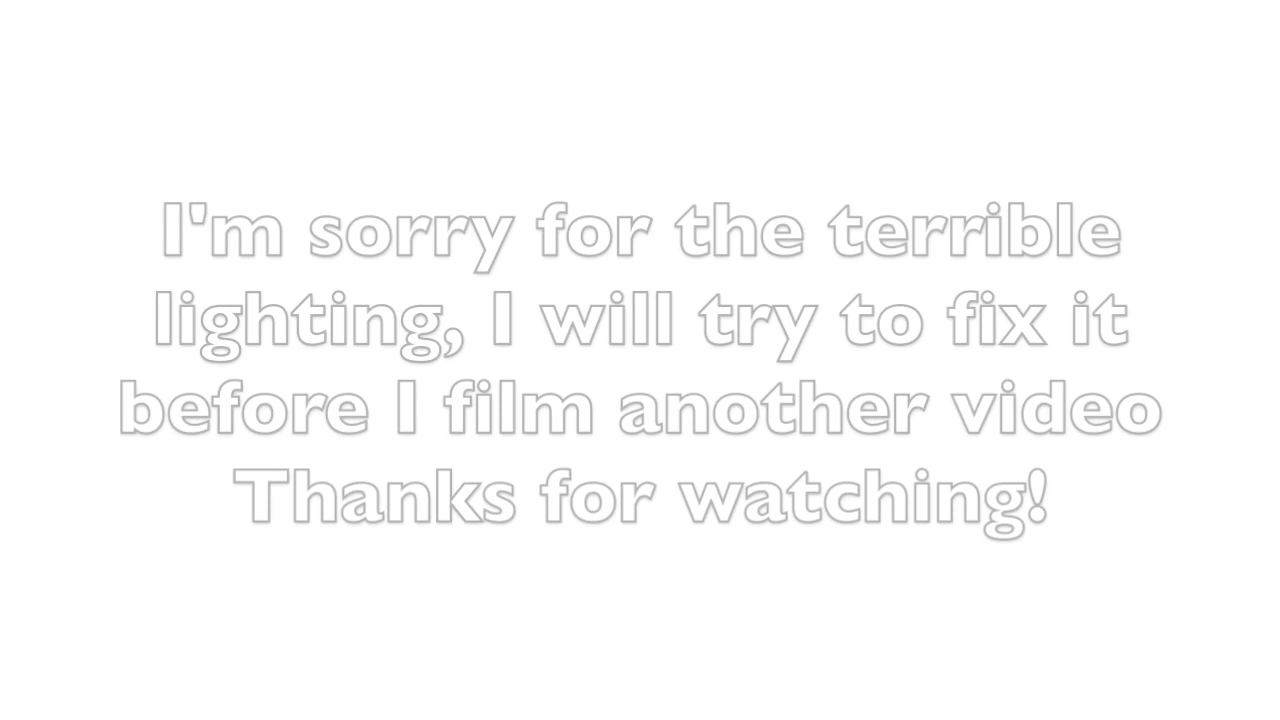 I'm sorry for the terrible
lighting, I will try to fix it
before I film another video
Thanks for watching!